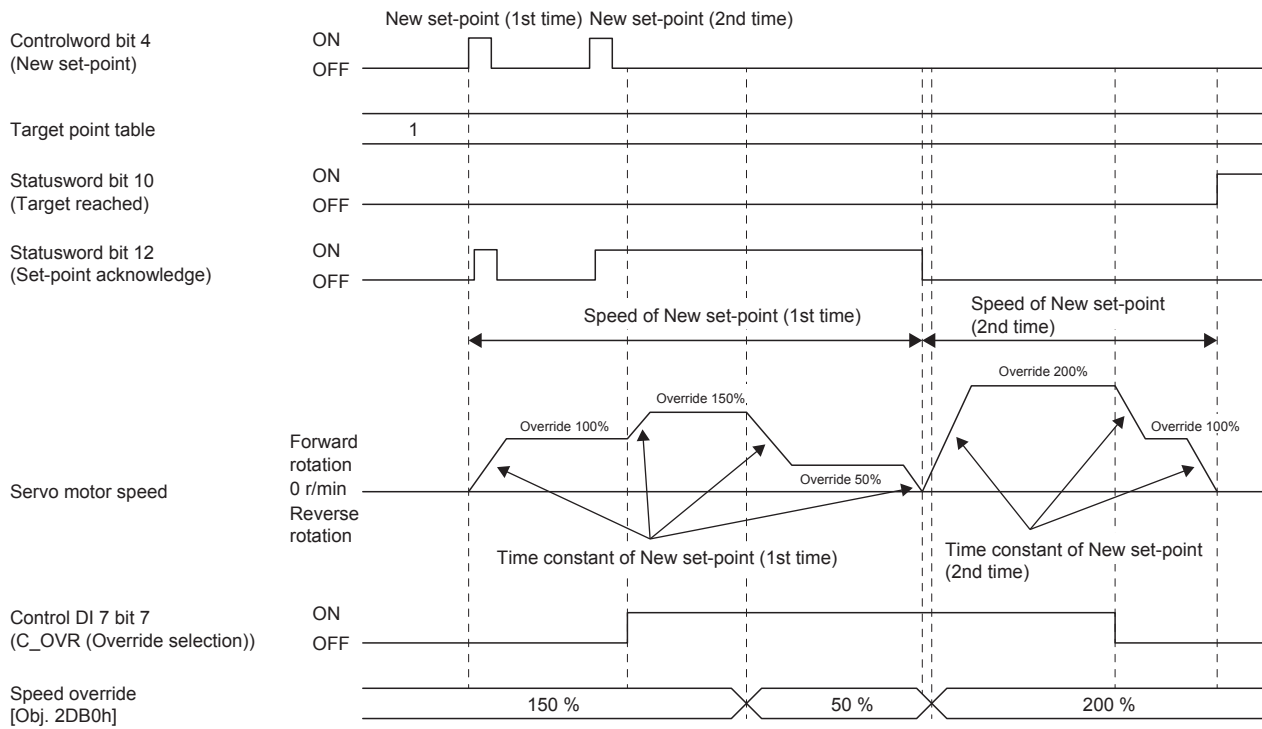 New set-point (1st time) New set-point (2nd time)
Controlword bit 4
(New set-point)
ON
OFF
Target point table
1
Statusword bit 10
(Target reached)
ON
OFF
Statusword bit 12
(Set-point acknowledge)
ON
OFF
Speed of New set-point (1st time)
Speed of New set-point
(2nd time)
Servo motor speed
Forward
rotation
0 r/min
Reverse
rotation
Override 100%
Override 150%
Override 50%
Override 200%
Override 100%
Time constant of New set-point (1st time)
Time constant of New set-point
(2nd time)
Control DI 7 bit 7
(C_OVR (Override selection))
ON
OFF
Speed override
[Obj. 2DB0h]
150 %
50 %
200 %